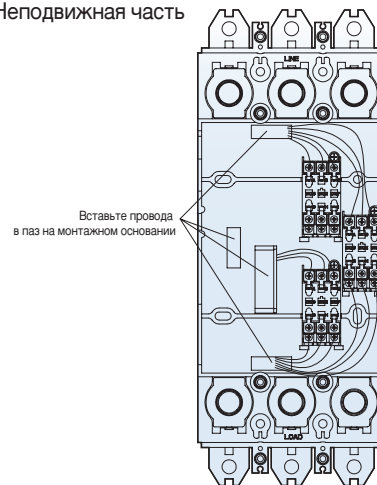 Неподвижная часть
LINE
Вставьте провода
в паз на монтажном основании
LOAD